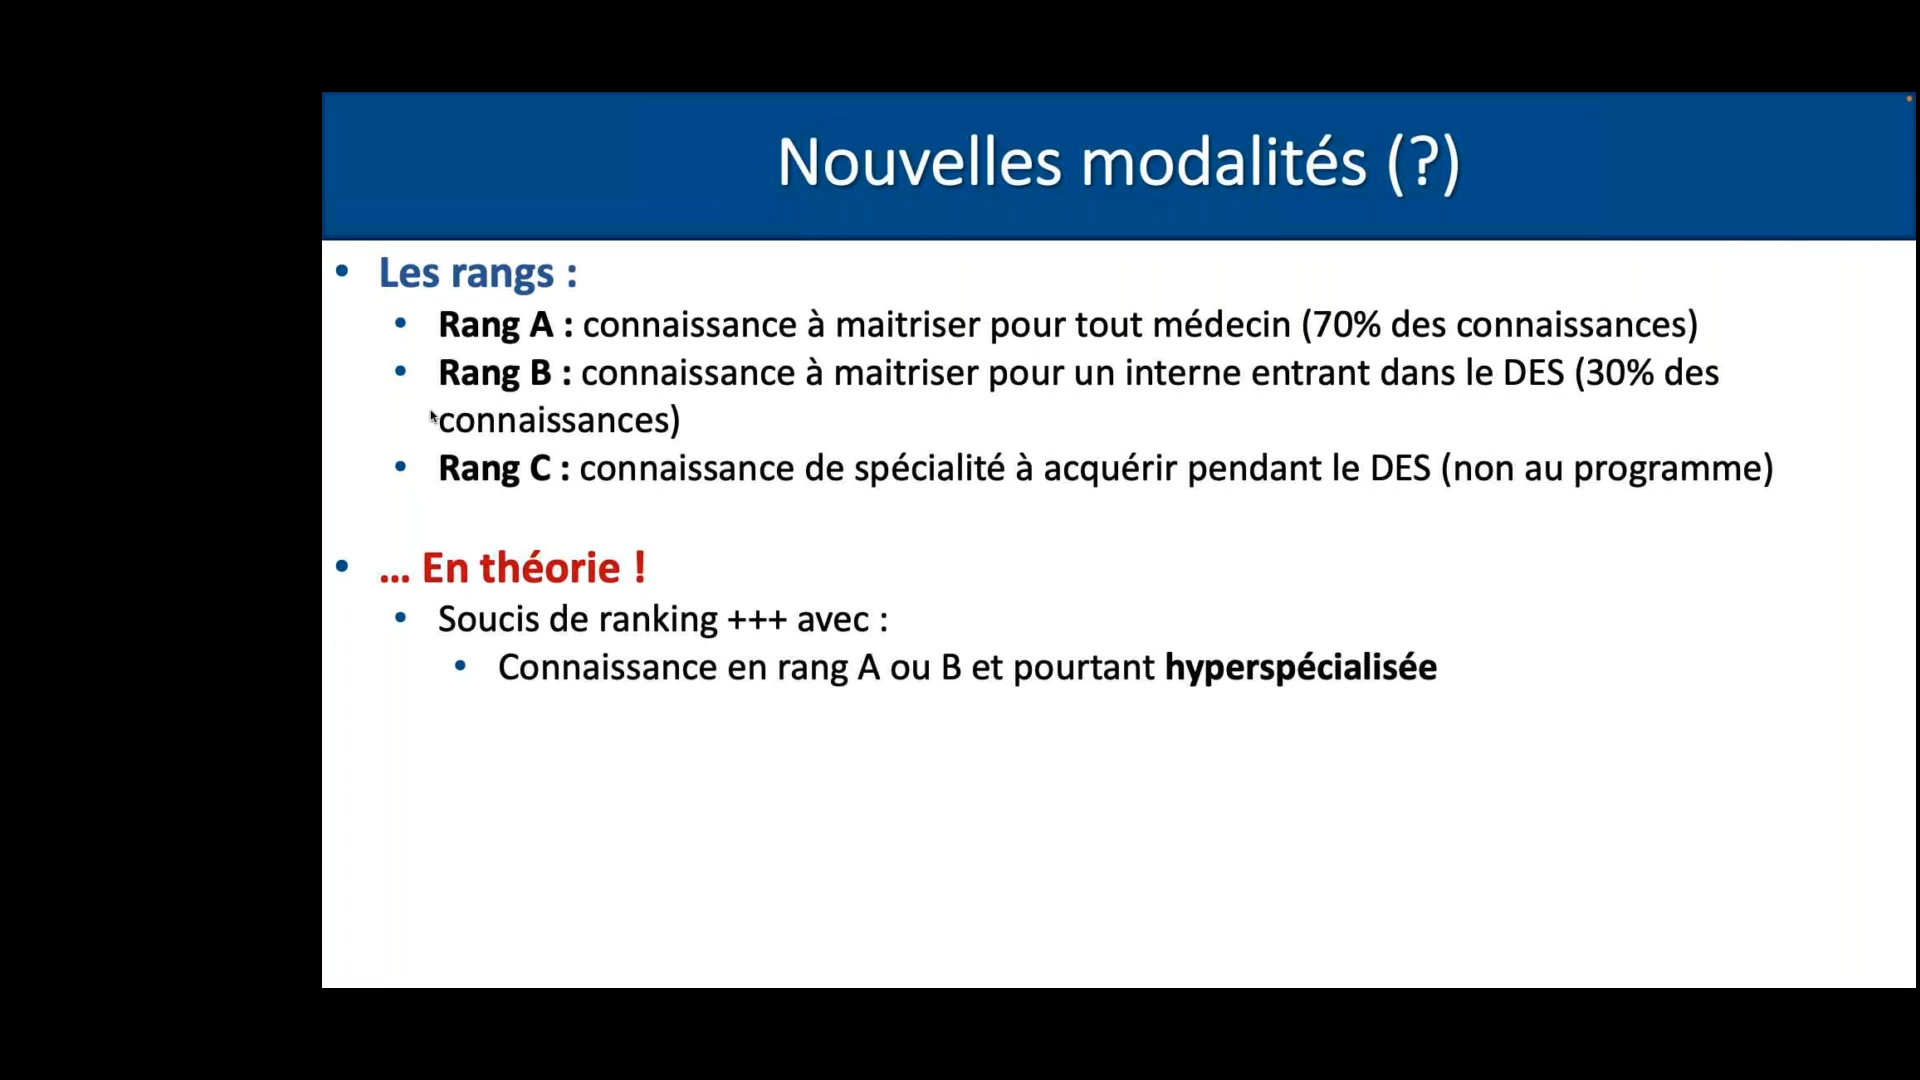 Nouvelles modalités (?)
• Les rangs :
• Rang A : connaissance à maitriser pour tout médecin (70% des connaissances)
• Rang B : connaissance à maitriser pour un interne entrant dans le DES (30% des
connaissances)
• Rang C : connaissance de spécialité à acquérir pendant le DES (non au programme)
• ... En théorie !
• Soucis de ranking +++ avec :
• Connaissance en rang A ou B et pourtant hyperspécialisée